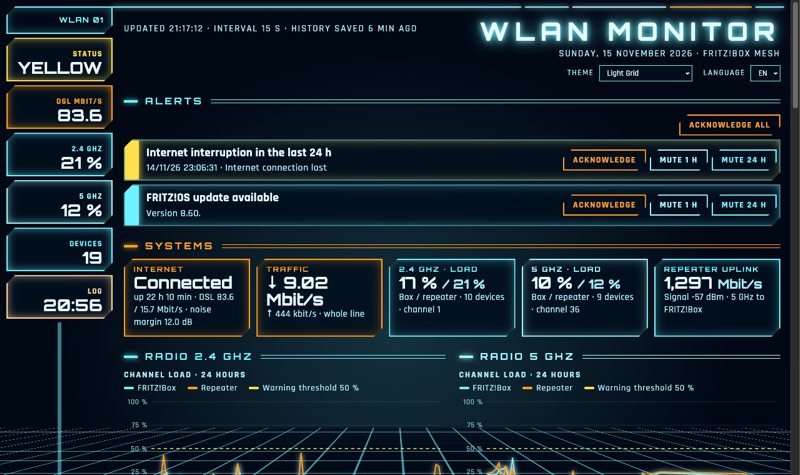 WLAN 01
STATUS
YELLOW
DSL MBIT/S
83.6
2.4 GHZ
21 %
5 GHZ
12 %
DEVICES
19
LOG
20:56
UPDATED 21:17:12 · INTERVAL 15 S · HISTORY SAVED 6 MIN AGO
WLAN MONITOR
SUNDAY, 15 NOVEMBER 2026 · FRITZ!BOX MESH
THEME Light Grid LANGUAGE EN
ALERTS
ACKNOWLEDGE ALL
Internet interruption in the last 24 h
14/11/26 23:06:31 · Internet connection lost
ACKNOWLEDGE MUTE 1 H MUTE 24 H
FRITZ!OS update available
Version 8.60.
ACKNOWLEDGE MUTE 1 H MUTE 24 H
SYSTEMS
INTERNET
Connected
up 22 h 10 min · DSL 83.6
/ 15.7 Mbit/s · noise
margin 12.0 dB
TRAFFIC
↓ 9.02
Mbit/s
↑ 444 kbit/s · whole line
2.4 GHZ · LOAD
17 % / 21 %
Box / repeater · 10 devices
· channel 1
5 GHZ · LOAD
10 % / 12 %
Box / repeater · 9 devices
· channel 36
REPEATER UPLINK
1,297 Mbit/s
Signal -57 dBm · 5 GHz to
FRITZ!Box
RADIO 2.4 GHZ
CHANNEL LOAD · 24 HOURS
FRITZ!Box Repeater Warning threshold 50 %
100 %
75 %
50 %
25 %
RADIO 5 GHZ
CHANNEL LOAD · 24 HOURS
FRITZ!Box Repeater Warning threshold 50 %
100 %
75 %
50 %
25 %